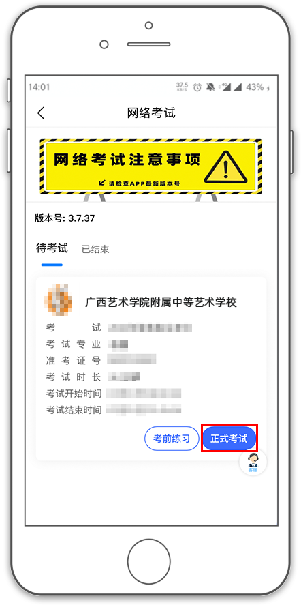 14:01
43%
网络考试
网络考试注意事项
版本号: 3.7.37
待考试 已结束
广西艺术学院附属中等艺术学校
考 试
考 试 专 业
准 考 证 号
考 试 时 长
考试开始时间
考试结束时间
考前练习 正式考试